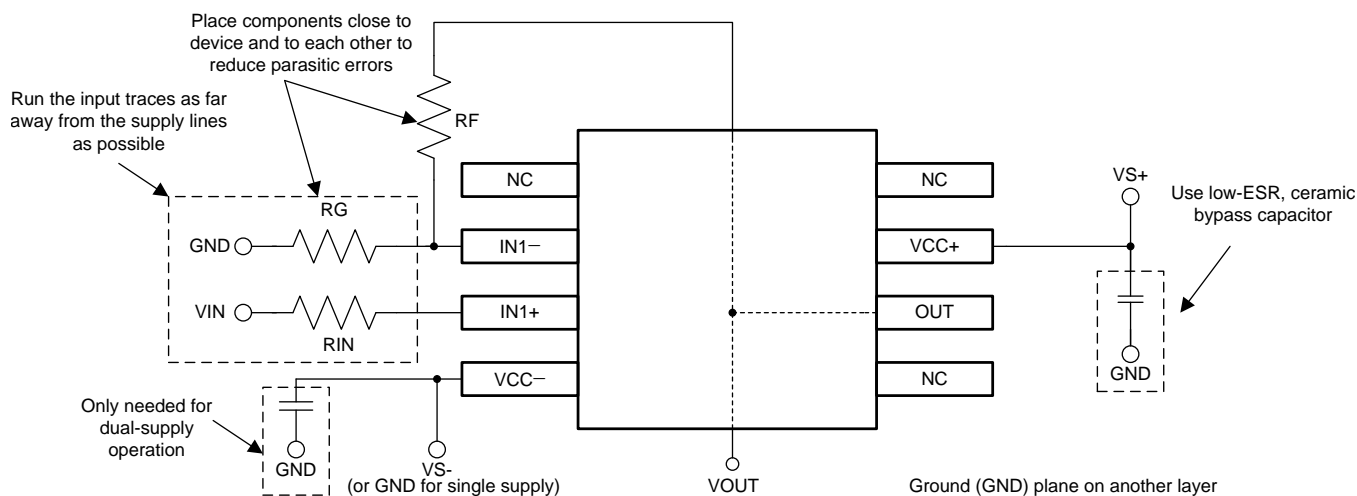 Place components close to
device and to each other to
reduce parasitic errors
Run the input traces as far
away from the supply lines
as possible
RF
NC
NC
VS+
Use low-ESR, ceramic
bypass capacitor
RG
GND
IN1−
VCC+
VIN
IN1+
OUT
RIN
VCC−
NC
GND
Only needed for
dual-supply
operation
GND
VS-
(or GND for single supply)
VOUT
Ground (GND) plane on another layer